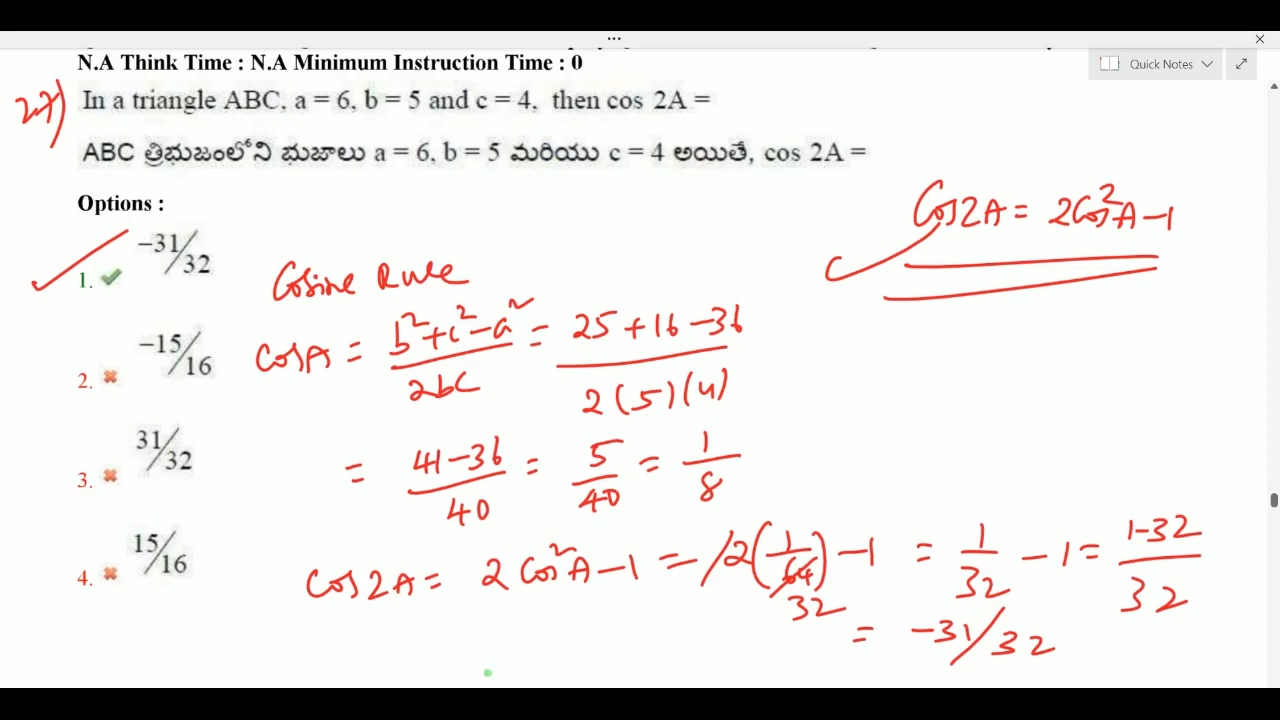 N.A Think Time : N.A Minimum Instruction Time : 0
Quick Notes
27) In a triangle ABC, a = 6, b = 5 and c = 4, then cos 2A =
ABC త్రిభుజంలోని భుజాలు a = 6, b = 5 మరియు c = 4 అయితే, cos 2A =
Options :
Cos2A = 2Cos²A-1
1. -31/32
Cosine Rule
2. -15/16
CosA = b²+c²-a²/2bc = 25+16-36/2(5)(4)
3. 31/32
= 41-36/40 = 5/40 = 1/8
4. 15/16
Cos2A = 2Cos²A-1 = 2(1/64)-1 = 1/32 - 1 = 1-32/32
32
= -31/32